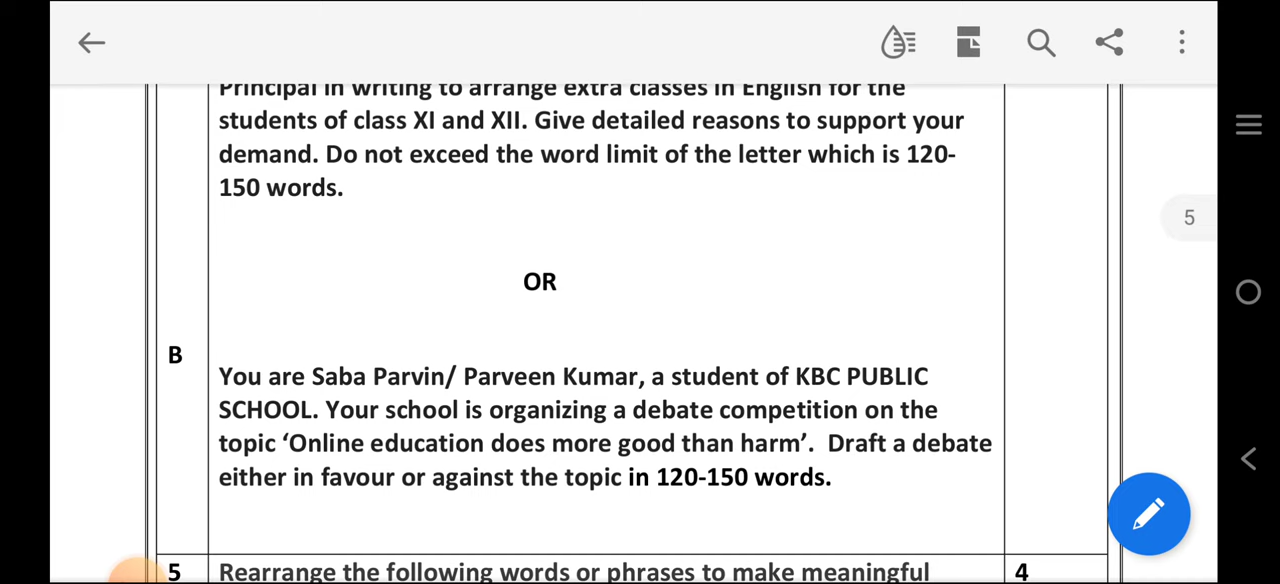 Principal in writing to arrange extra classes in English for the
students of class XI and XII. Give detailed reasons to support your
demand. Do not exceed the word limit of the letter which is 120-
150 words.
5
OR
B
You are Saba Parvin/ Parveen Kumar, a student of KBC PUBLIC
SCHOOL. Your school is organizing a debate competition on the
topic ‘Online education does more good than harm’.  Draft a debate
either in favour or against the topic in 120-150 words.
5 Rearrange the following words or phrases to make meaningful 4